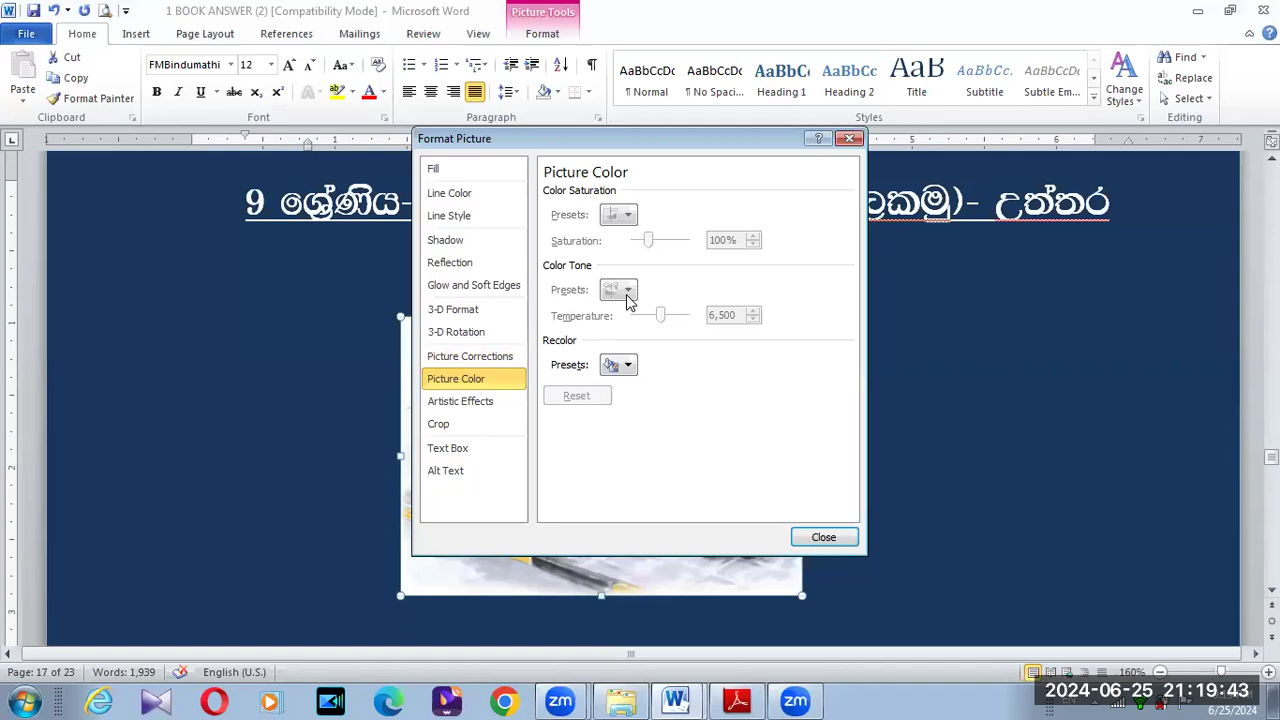 1 BOOK ANSWER (2) [Compatibility Mode] - Microsoft Word
Picture Tools
File Home Insert Page Layout References Mailings Review View Format
Cut
Copy
Format Painter
Paste
FMBindumathi 12
AaBbCcDc AaBbCcDc AaBbCc AaBbCc AaB AaBbCcL AaBbCcDc
¶ Normal ¶ No Spaci... Heading 1 Heading 2 Title Subtitle Subtle Em...
Change Styles
Find
Replace
Select
Clipboard Font Paragraph Styles Editing
1 5 6 7
Format Picture
9 ශ්‍රේණිය- ත්‍රකමු)- උත්තර
Fill
Line Color
Line Style
Shadow
Reflection
Glow and Soft Edges
3-D Format
3-D Rotation
Picture Corrections
Picture Color
Artistic Effects
Crop
Text Box
Alt Text
Picture Color
Color Saturation
Presets:
Saturation: 100%
Color Tone
Presets:
Temperature: 6,500
Recolor
Presets:
Reset
Close
Page: 17 of 23 Words: 1,939 English (U.S.) 160%
2024-06-25 21:19:43
6/25/2024